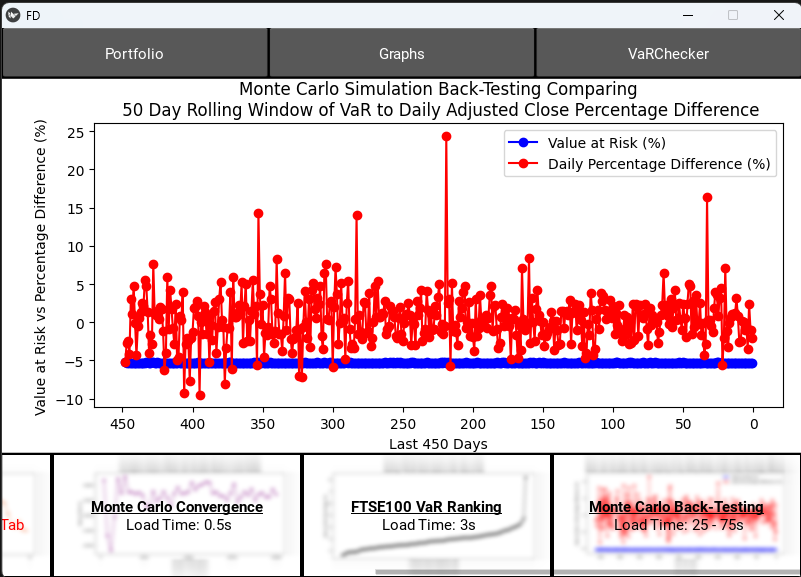 FD
Portfolio
Graphs
VaRChecker
Monte Carlo Simulation Back-Testing Comparing
50 Day Rolling Window of VaR to Daily Adjusted Close Percentage Difference
Value at Risk (%)
Daily Percentage Difference (%)
Value at Risk vs Percentage Difference (%)
25
20
15
10
5
0
−5
−10
450
400
350
300
250
200
150
100
50
0
Last 450 Days
Tab
Monte Carlo Convergence
Load Time: 0.5s
FTSE100 VaR Ranking
Load Time: 3s
Monte Carlo Back-Testing
Load Time: 25 - 75s